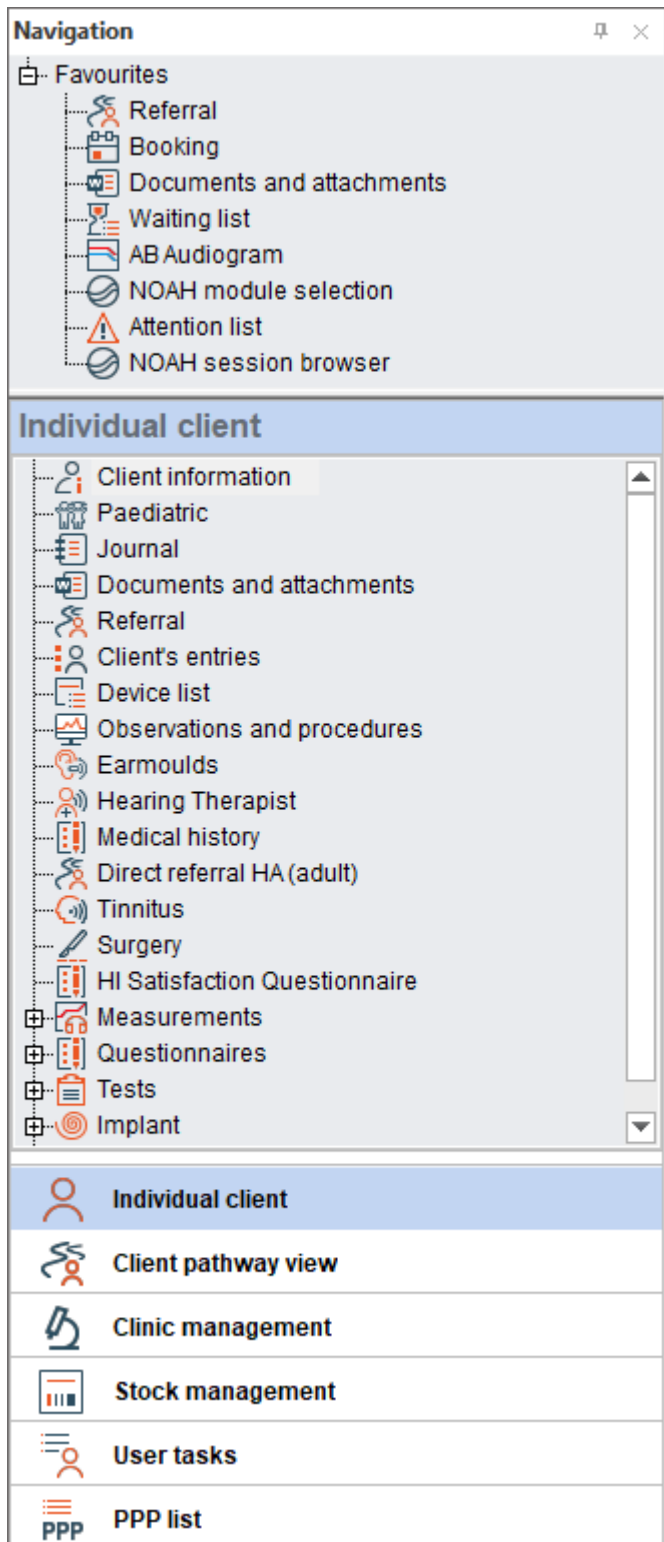 Navigation
Favourites
Referral
Booking
Documents and attachments
Waiting list
AB Audiogram
NOAH module selection
Attention list
NOAH session browser
Individual client
Client information
Paediatric
Journal
Documents and attachments
Referral
Client's entries
Device list
Observations and procedures
Earmoulds
Hearing Therapist
Medical history
Direct referral HA (adult)
Tinnitus
Surgery
HI Satisfaction Questionnaire
Measurements
Questionnaires
Tests
Implant
Individual client
Client pathway view
Clinic management
Stock management
User tasks
PPP PPP list